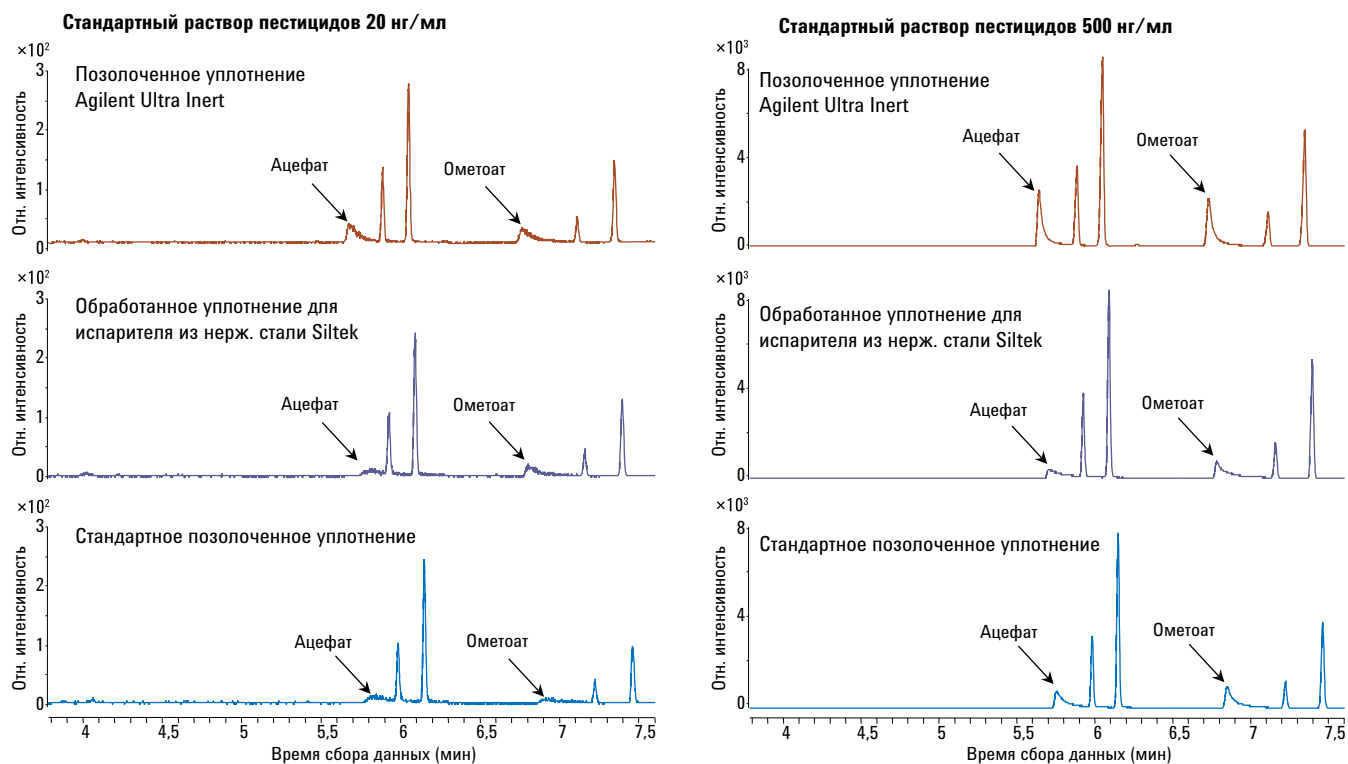 Стандартный раствор пестицидов 20 нг/мл
×10²
3
2
1
0
Отн. интенсивность
Позолоченное уплотнение
Agilent Ultra Inert
Ацефат
Ометоат
×10²
3
2
1
0
Отн. интенсивность
Обработанное уплотнение для
испарителя из нерж. стали Siltek
Ацефат
Ометоат
×10²
3
2
1
0
Отн. интенсивность
Стандартное позолоченное уплотнение
Ацефат
Ометоат
4 4,5 5 5,5 6 6,5 7 7,5
Время сбора данных (мин)
Стандартный раствор пестицидов 500 нг/мл
×10³
8
4
0
Отн. интенсивность
Позолоченное уплотнение
Agilent Ultra Inert
Ацефат
Ометоат
×10³
8
4
0
Отн. интенсивность
Обработанное уплотнение для
испарителя из нерж. стали Siltek
Ацефат
Ометоат
×10³
8
4
0
Отн. интенсивность
Стандартное позолоченное уплотнение
Ацефат
Ометоат
4 4,5 5 5,5 6 6,5 7 7,5
Время сбора данных (мин)